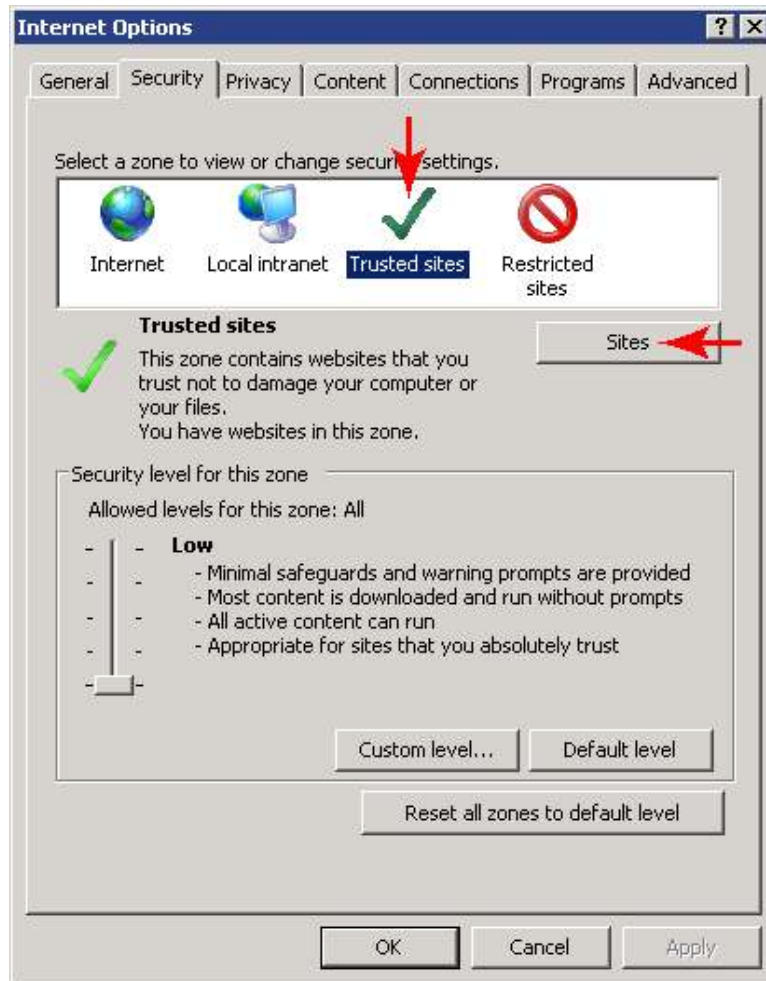 Internet Options
General Security Privacy Content Connections Programs Advanced
Select a zone to view or change security settings.
Internet Local intranet Trusted sites Restricted
sites
Trusted sites
Sites
This zone contains websites that you
trust not to damage your computer or
your files.
You have websites in this zone.
Security level for this zone
Allowed levels for this zone: All
Low
- Minimal safeguards and warning prompts are provided
- Most content is downloaded and run without prompts
- All active content can run
- Appropriate for sites that you absolutely trust
Custom level... Default level
Reset all zones to default level
OK Cancel Apply